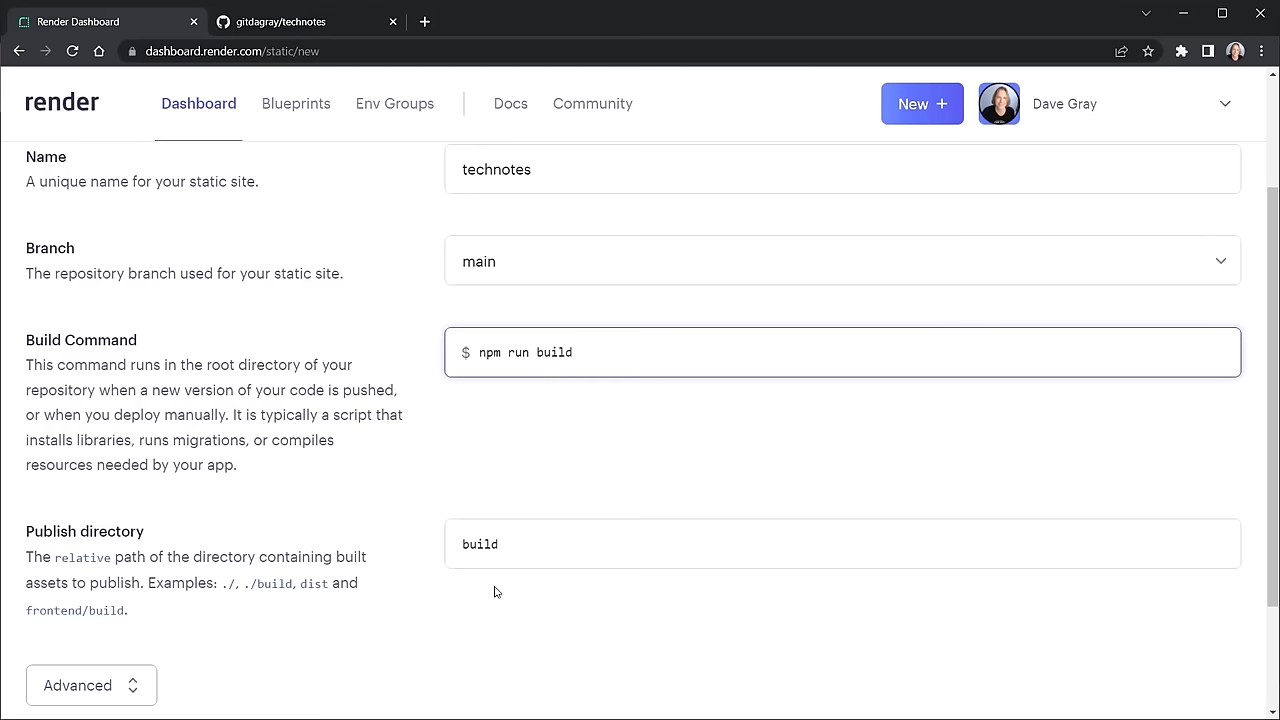 Render Dashboard
gitdagray/technotes
dashboard.render.com/static/new
render
Dashboard
Blueprints
Env Groups
Docs
Community
New +
Dave Gray
Name
A unique name for your static site.
technotes
Branch
The repository branch used for your static site.
main
Build Command
This command runs in the root directory of your
repository when a new version of your code is pushed,
or when you deploy manually. It is typically a script that
installs libraries, runs migrations, or compiles
resources needed by your app.
$ npm run build
Publish directory
The relative path of the directory containing built
assets to publish. Examples: ./, ./build, dist and
frontend/build.
build
Advanced